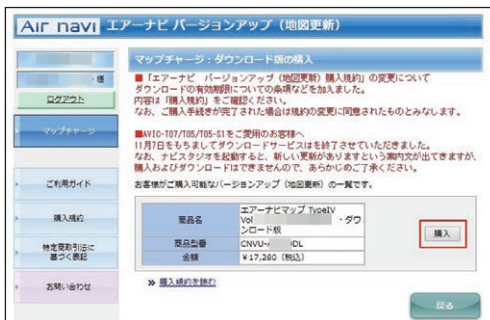 Air navi エアーナビ バージョンアップ（地図更新）
様
ログアウト
マップチャージ
ご利用ガイド
購入規約
特定商取引法に
基づく表記
お問い合わせ
マップチャージ：ダウンロード版の購入
■「エアーナビ　バージョンアップ（地図更新）購入規約」の変更について
ダウンロードの有効期限についての条項などを加えました。
内容は「購入規約」をご確認ください。
なお、ご購入手続きが完了された場合は規約の変更に同意されたものとみなします。
■AVIC-T07/T05/T05-S1をご愛用のお客様へ
11月7日をもちましてダウンロードサービスは終了させていただきました。
なお、ナビスタジオを起動すると、新しい更新がありますという案内文が出てきますが、
購入およびダウンロードはできませんので、あらかじめご了承ください。
お客様がご購入可能なバージョンアップ（地図更新）の一覧です。
商品名
エアーナビマップ TypeIV
Vol - ダウ
ンロード版
商品型番
CNVU- DL
金額
￥17,280（税込）
購入
» 購入規約を読む
戻る